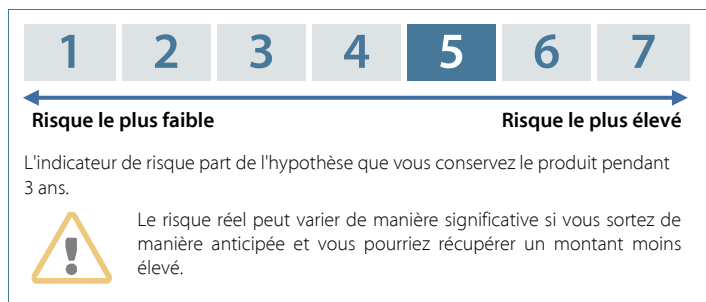 1 2 3 4 5 6 7
Risque le plus faible Risque le plus élevé
L'indicateur de risque part de l'hypothèse que vous conservez le produit pendant
3 ans.
Le risque réel peut varier de manière significative si vous sortez de
manière anticipée et vous pourriez récupérer un montant moins
élevé.